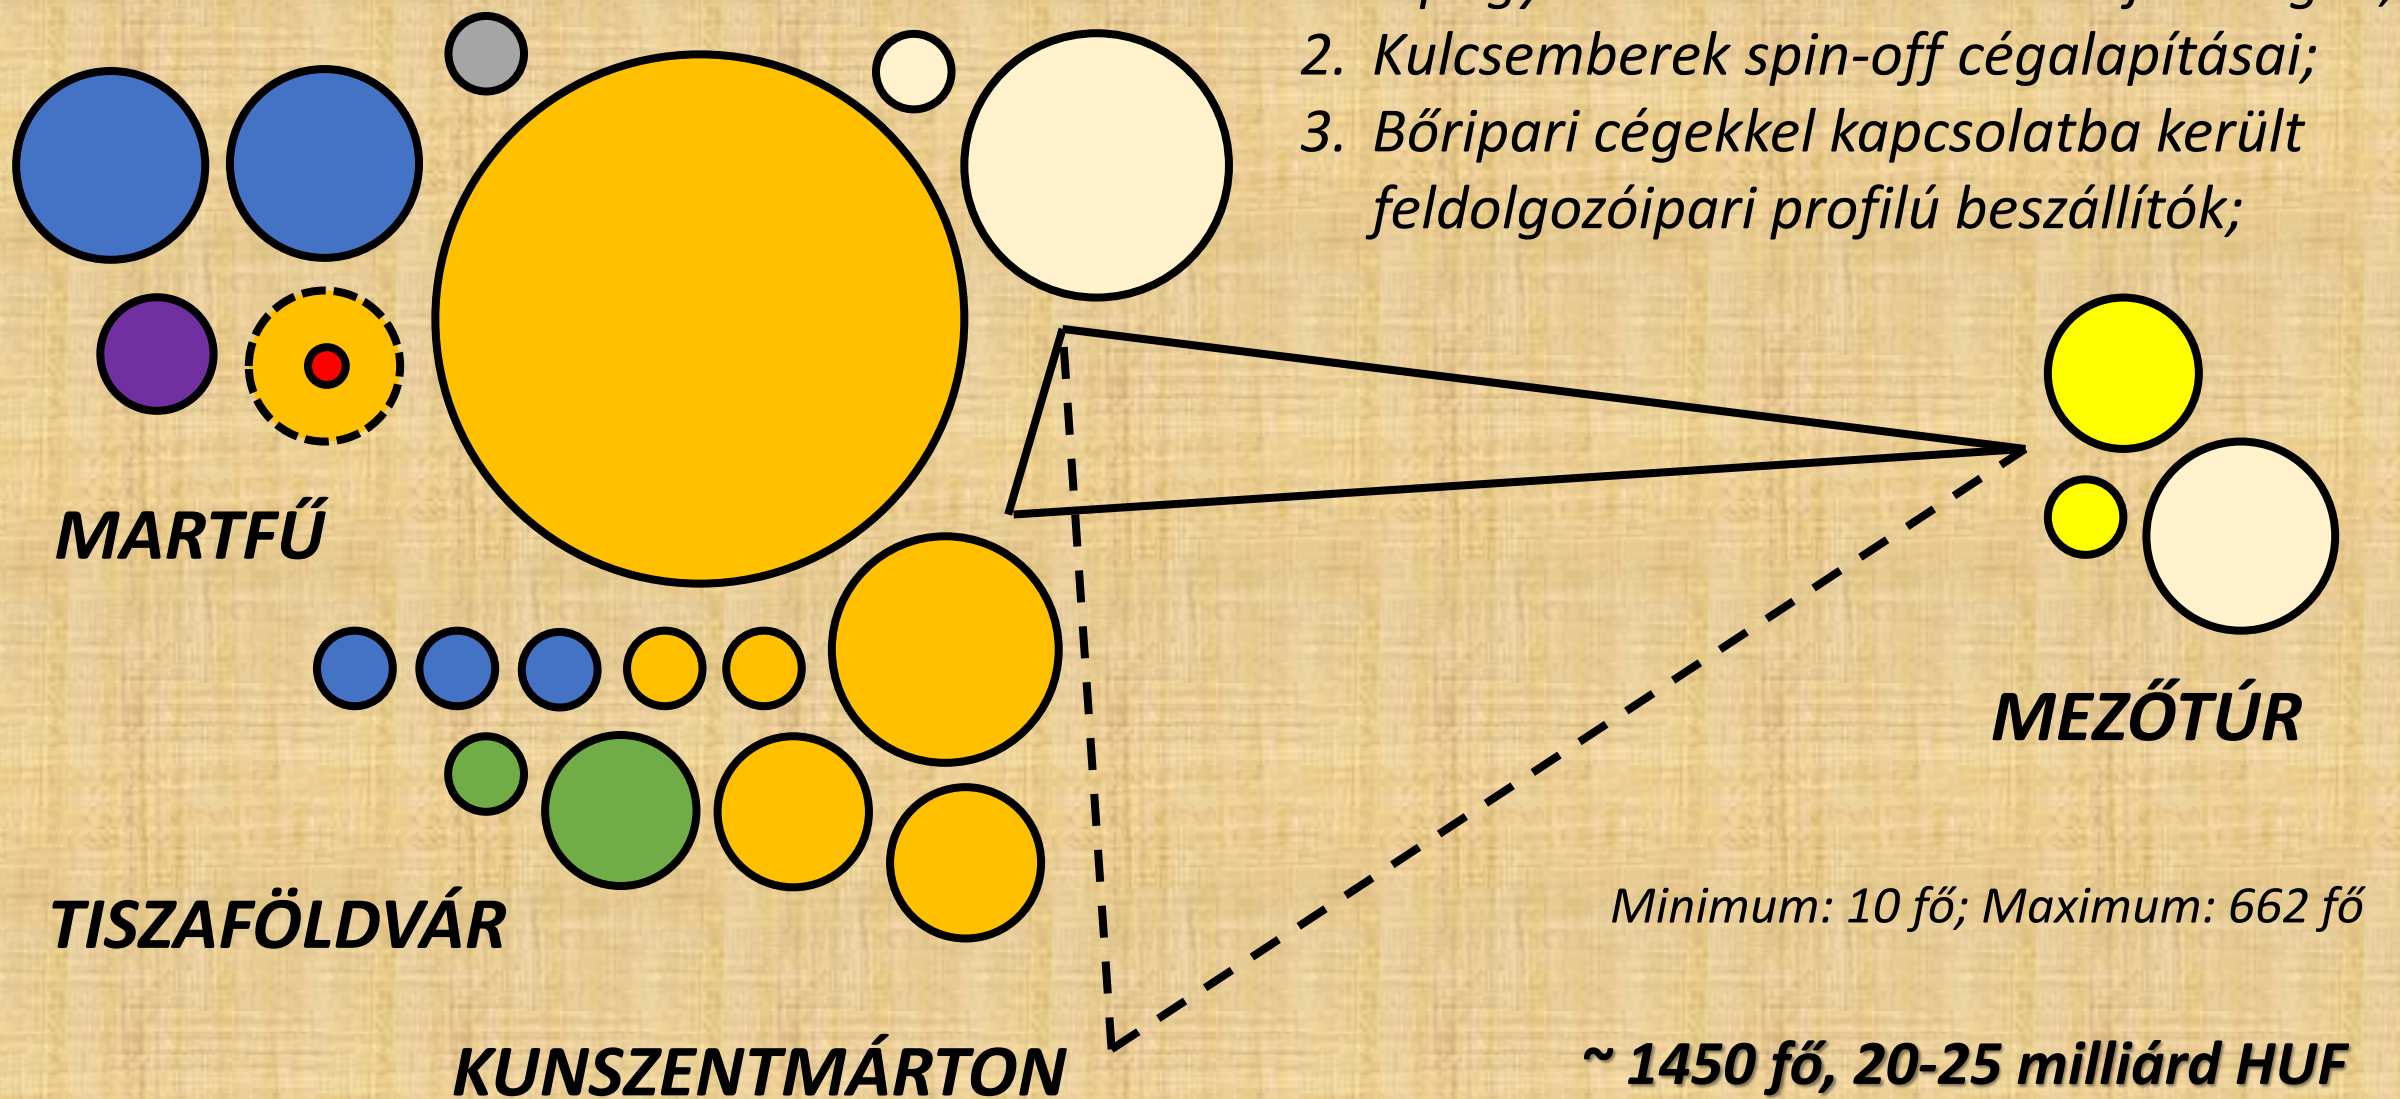 2. Kulcsemberek spin-off cégalapításai;
3. Bőripari cégekkel kapcsolatba került
feldolgozóipari profilú beszállítók;
MARTFŰ
MEZŐTÚR
TISZAFÖLDVÁR
Minimum: 10 fő; Maximum: 662 fő
KUNSZENTMÁRTON
~ 1450 fő, 20-25 milliárd HUF